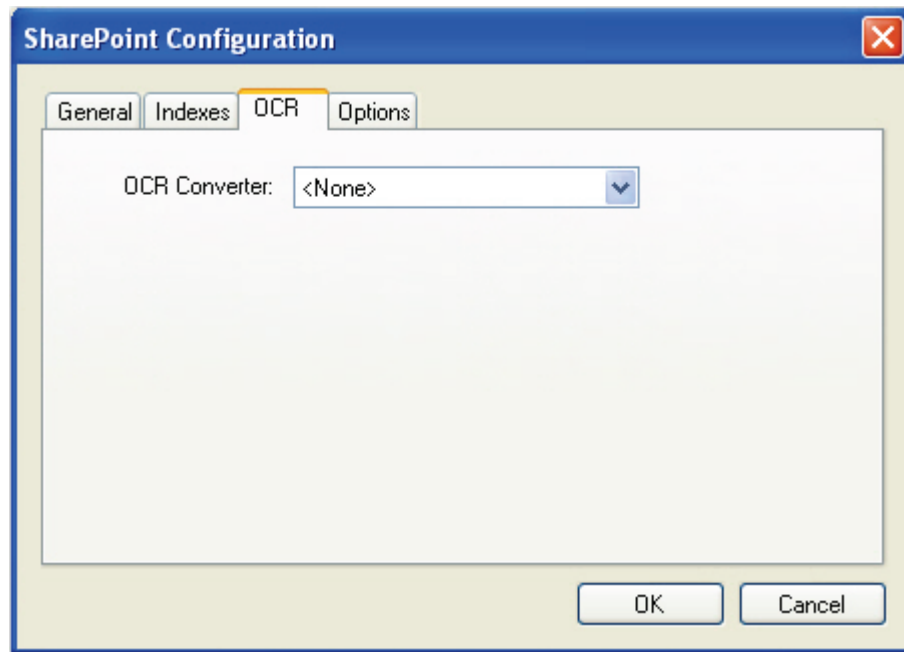 SharePoint Configuration
General Indexes OCR Options
OCR Converter: <None>
OK Cancel